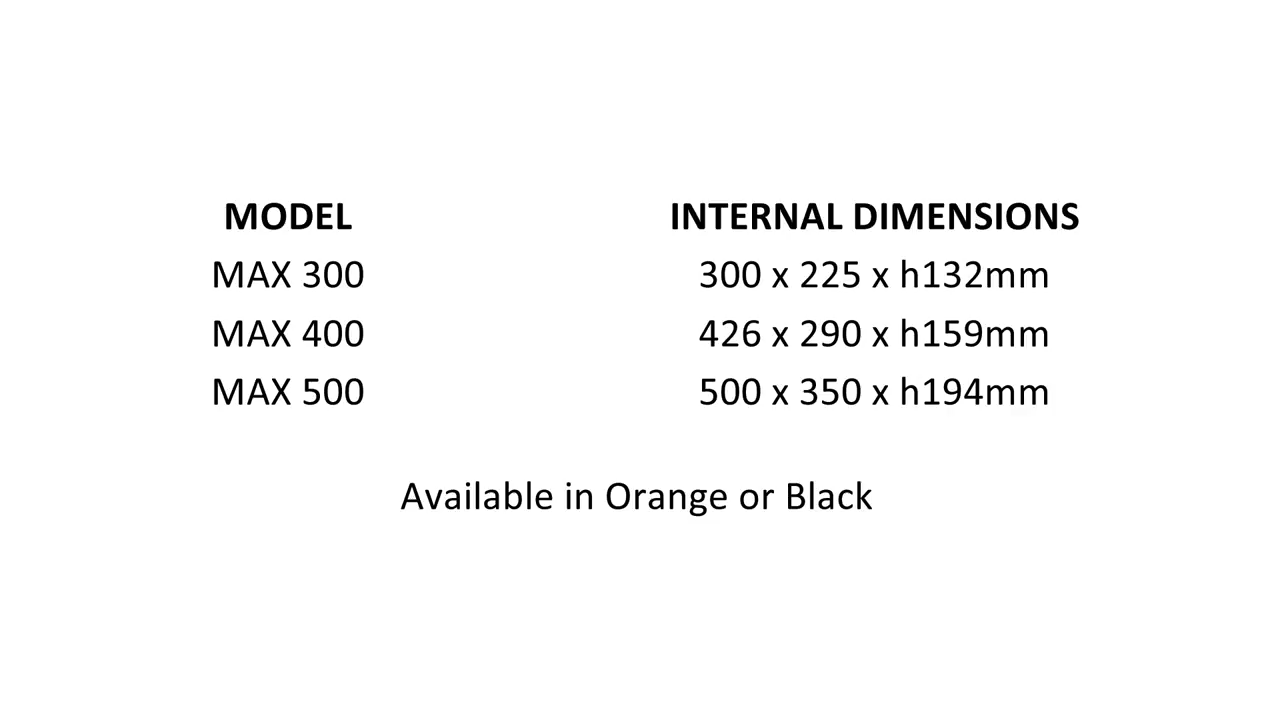 MODEL INTERNAL DIMENSIONS
MAX 300 300 x 225 x h132mm
MAX 400 426 x 290 x h159mm
MAX 500 500 x 350 x h194mm
Available in Orange or Black